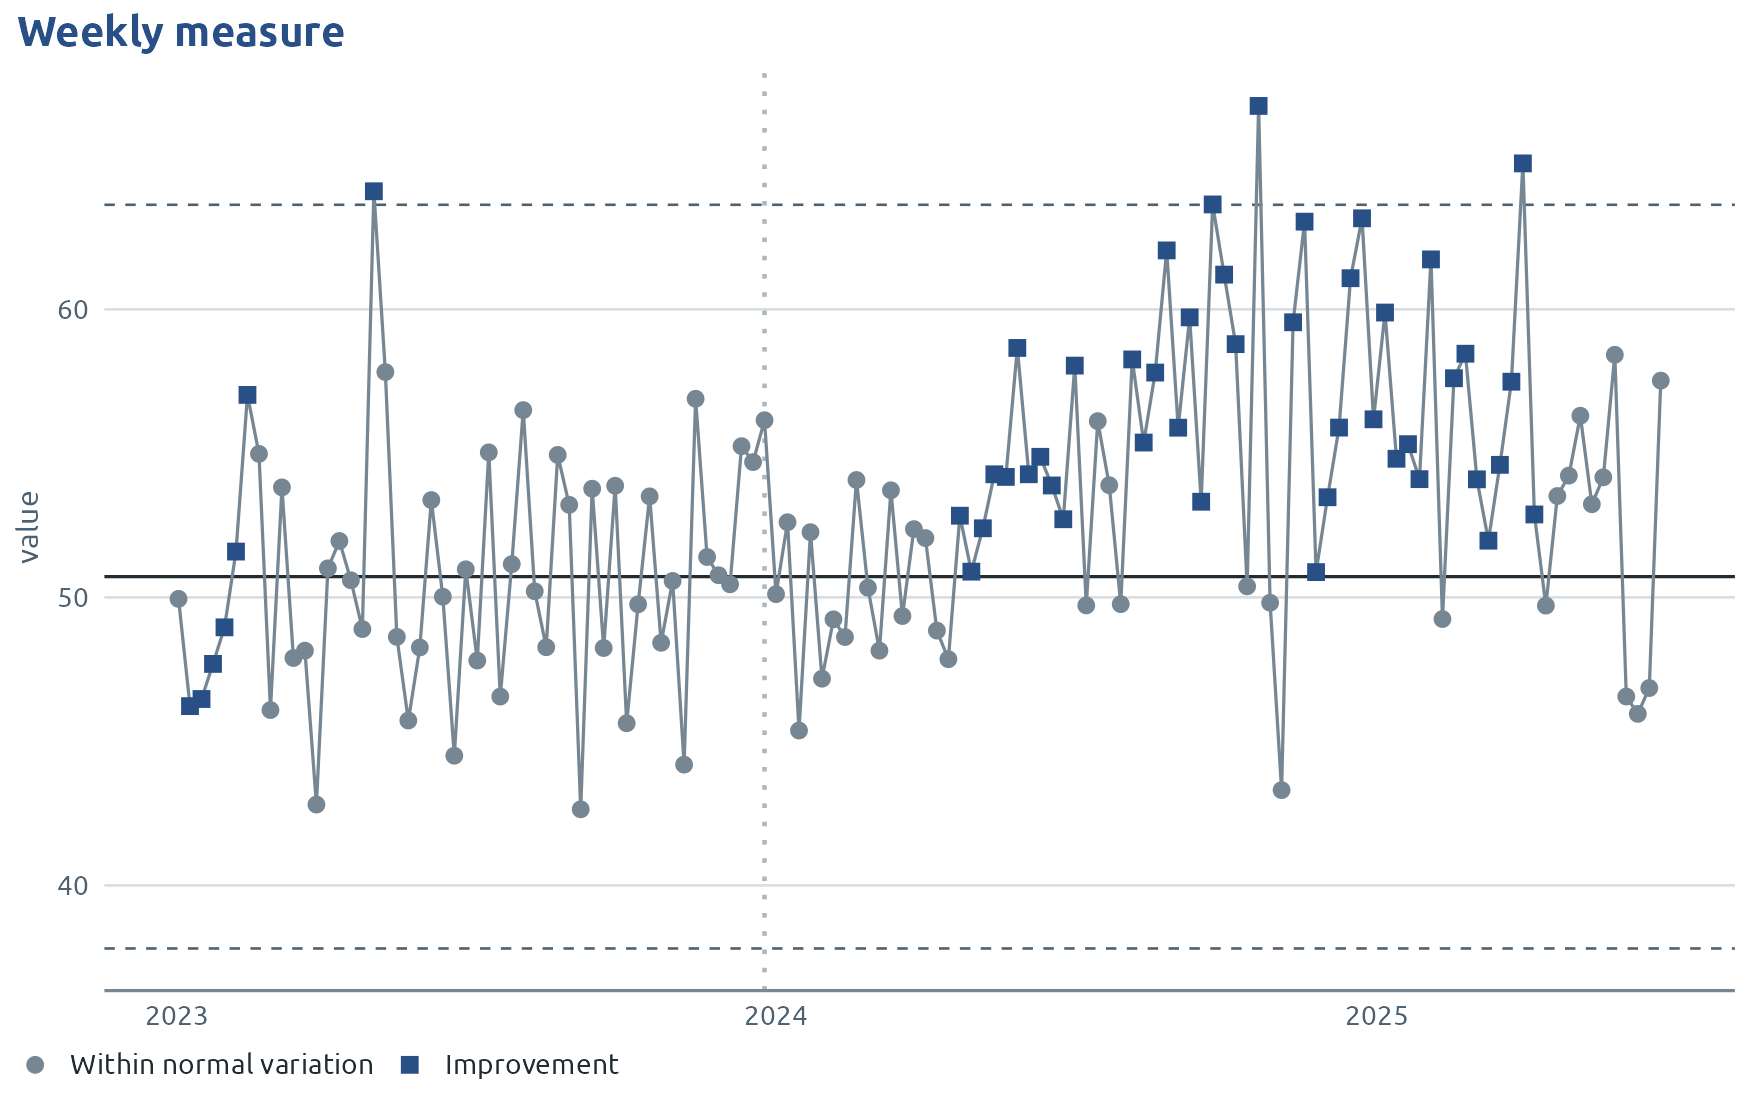 Weekly measure
60
50
40
value
2023 2024 2025
Within normal variation Improvement